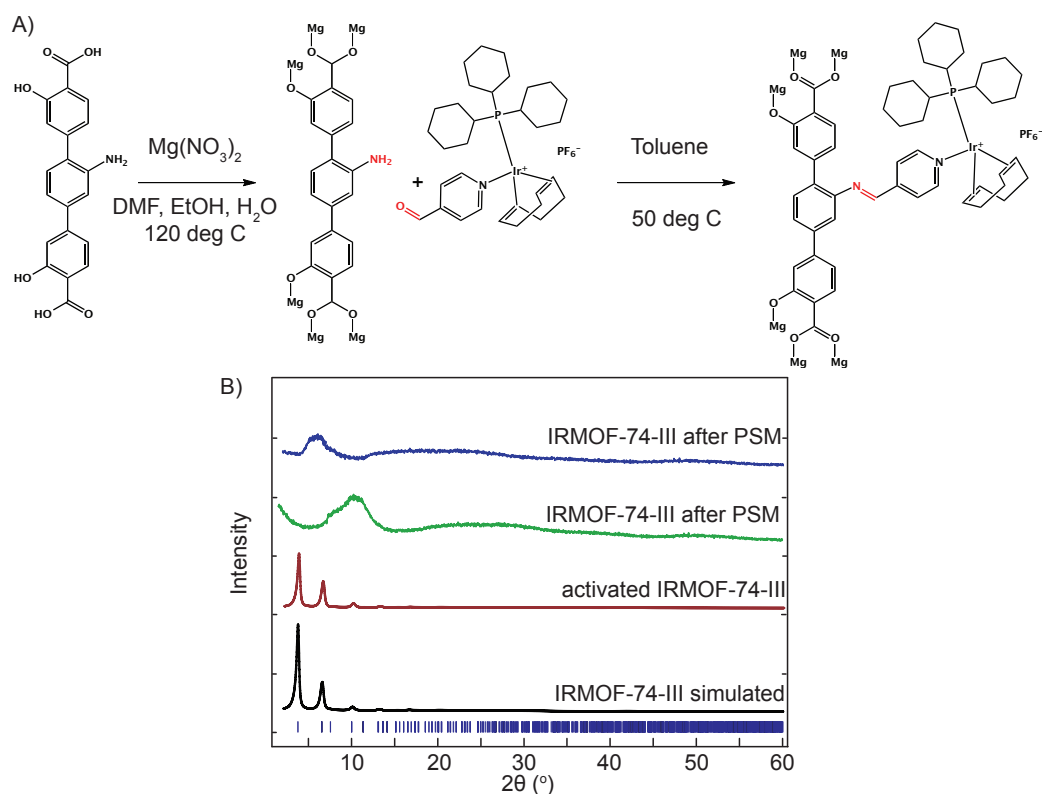 A)
O
OH
HO
NH₂
HO
HO
O
Mg(NO₃)₂
DMF, EtOH, H₂O
120 deg C
Mg Mg
Mg O O
O
NH₂
O
Mg O O
Mg Mg
+
P
PF₆⁻
Ir⁺
N
O
Toluene
50 deg C
Mg Mg
Mg O O
O
N
O
Mg O O
Mg Mg
P
PF₆⁻
Ir⁺
N
B)
IRMOF-74-III after PSM
IRMOF-74-III after PSM
activated IRMOF-74-III
IRMOF-74-III simulated
Intensity
10 20 30 40 50 60
2θ (°)